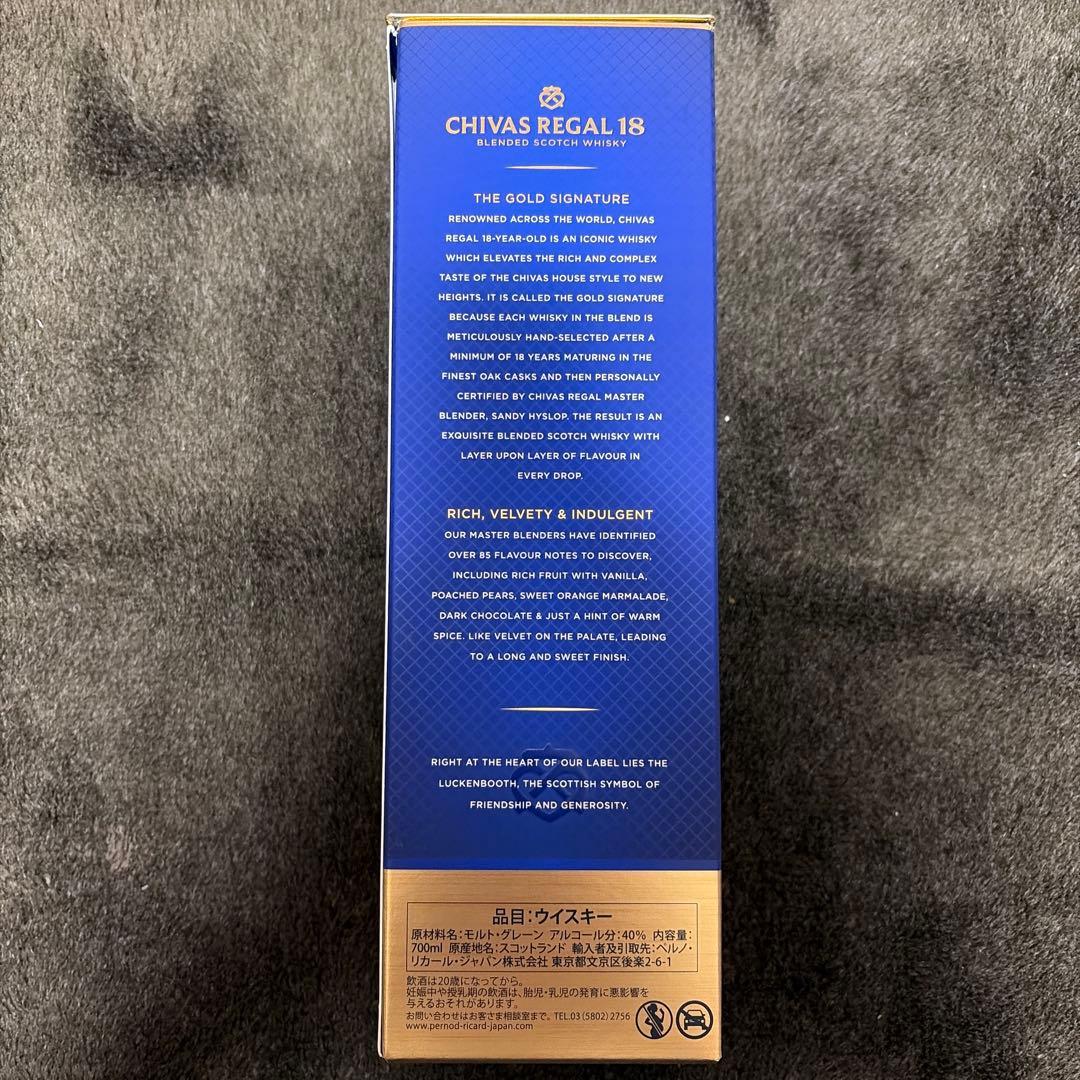 CHIVAS REGAL 18
BLENDED SCOTCH WHISKY
THE GOLD SIGNATURE
RENOWNED ACROSS THE WORLD, CHIVAS
REGAL 18-YEAR-OLD IS AN ICONIC WHISKY
WHICH ELEVATES THE RICH AND COMPLEX
TASTE OF THE CHIVAS HOUSE STYLE TO NEW
HEIGHTS. IT IS CALLED THE GOLD SIGNATURE
BECAUSE EACH WHISKY IN THE BLEND IS
METICULOUSLY HAND-SELECTED AFTER A
MINIMUM OF 18 YEARS MATURING IN THE
FINEST OAK CASKS AND THEN PERSONALLY
CERTIFIED BY CHIVAS REGAL MASTER
BLENDER, SANDY HYSLOP. THE RESULT IS AN
EXQUISITE BLENDED SCOTCH WHISKY WITH
LAYER UPON LAYER OF FLAVOUR IN
EVERY DROP.
RICH, VELVETY & INDULGENT
OUR MASTER BLENDERS HAVE IDENTIFIED
OVER 85 FLAVOUR NOTES TO DISCOVER,
INCLUDING RICH FRUIT WITH VANILLA,
POACHED PEARS, SWEET ORANGE MARMALADE,
DARK CHOCOLATE & JUST A HINT OF WARM
SPICE. LIKE VELVET ON THE PALATE, LEADING
TO A LONG AND SWEET FINISH.
RIGHT AT THE HEART OF OUR LABEL LIES THE
LUCKENBOOTH, THE SCOTTISH SYMBOL OF
FRIENDSHIP AND GENEROSITY.
品目:ウイスキー
原材料名:モルト・グレーン アルコール分:40% 内容量:
700ml 原産地名:スコットランド 輸入者及引取先:ペルノ・
リカール・ジャパン株式会社 東京都文京区後楽2-6-1
飲酒は20歳になってから。
妊娠中や授乳期の飲酒は、胎児・乳児の発育に悪影響を
与えるおそれがあります。
お問い合わせはお客さま相談室まで。TEL.03(5802)2756
www.pernod-ricard-japan.com